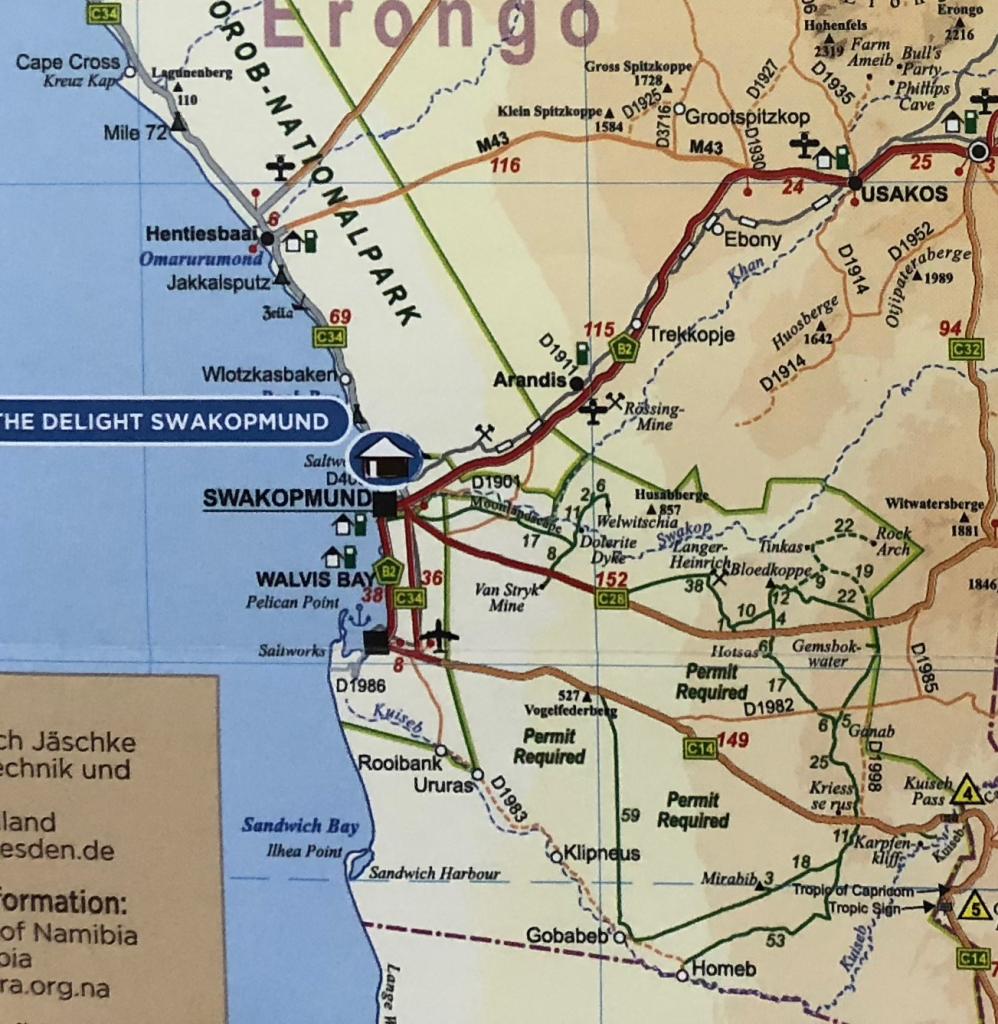 Erongo
C34
OROB-NATIONALPARK
Cape Cross
Kreuz Kap
Lagunenberg
110
Mile 72
Hohenfels
2319
Farm
Ameib
Bull's
Party
Phillips
Cave
Erongo
2216
Gross Spitzkoppe
1728
D1925
D1927
D1935
Klein Spitzkoppe
1584
D3716
Grootspitzkop
D1930
M43
116
M43
24
25
3
USAKOS
6
Hentiesbaai
Omarurumond
Jakkalsputz
Zeila
69
C34
Wlotzkasbaken
Ebony
Khan
D1914
D1952
Otjipateraberge
1989
Huosberge
1642
D1914
94
C32
115
B2
Trekkopje
D1911
Arandis
Rössing-
Mine
THE DELIGHT SWAKOPMUND
SWAKOPMUND
D1901
Moonlandscape
2
6
11
17
8
Welwitschia
Dolerite
Dyke
Husabberge
857
Swakop
Witwatersberge
1881
1846
22
Rock
Arch
Tinkas
19
9
22
Langer-
Heinrich
Bloedkoppe
38
12
10
4
WALVIS BAY
B2
38
36
C34
Pelican Point
Van Stryk
Mine
152
C28
Saltworks
8
Hotsas
6
Gemsbok-
water
D1985
Permit
Required
17
D1986
Kuiseb
527
Vogelfederberg
D1982
6
5
Ganab
Permit
Required
C14
149
D1998
25
Rooibank
Ururas
D1983
Kriess
se rus
Kuiseb
Pass
4
59
Permit
Required
11
Karpfen-
kliff
Kuiseb
Sandwich Bay
Ilhea Point
Sandwich Harbour
Klipneus
18
Mirabib
3
Tropic of Capricorn
Tropic Sign
5
Gobabeb
53
Homeb
Kuiseb
C14
7
Lange W
ch Jäschke
echnik und
land
esden.de
formation:
of Namibia
bia
ra.org.na